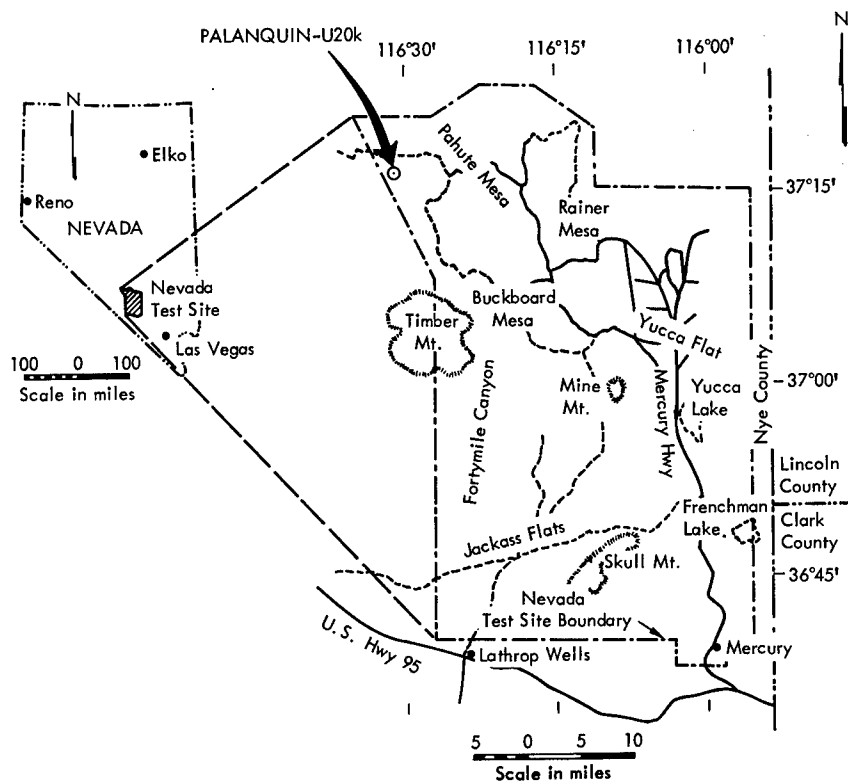 PALANQUIN-U20k
116°30'
116°15'
116°00'
N
N
Elko
Reno
NEVADA
Nevada
Test Site
Las Vegas
100 0 100
Scale in miles
Pahute Mesa
Rainer
Mesa
37°15'
Buckboard
Mesa
Timber
Mt.
Yucca Flat
Mine
Mt.
Mercury Hwy
Yucca
Lake
37°00'
Nye County
Fortymile Canyon
Lincoln
County
Clark
County
Frenchman
Lake
Jackass Flats
Skull Mt.
36°45'
Nevada
Test Site Boundary
U.S. Hwy 95
Lathrop Wells
Mercury
5 0 5 10
Scale in miles